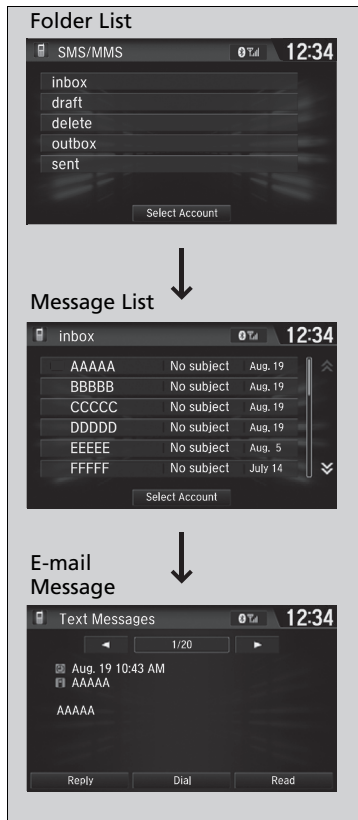 Folder List
SMS/MMS 12:34
inbox
draft
delete
outbox
sent
Select Account
Message List
inbox 12:34
AAAAA No subject Aug. 19
BBBBB No subject Aug. 19
CCCCC No subject Aug. 19
DDDDD No subject Aug. 19
EEEEE No subject Aug. 5
FFFFF No subject July 14
Select Account
E-mail
Message
Text Messages 12:34
1/20
Aug. 19 10:43 AM
AAAAA
AAAAA
Reply Dial Read